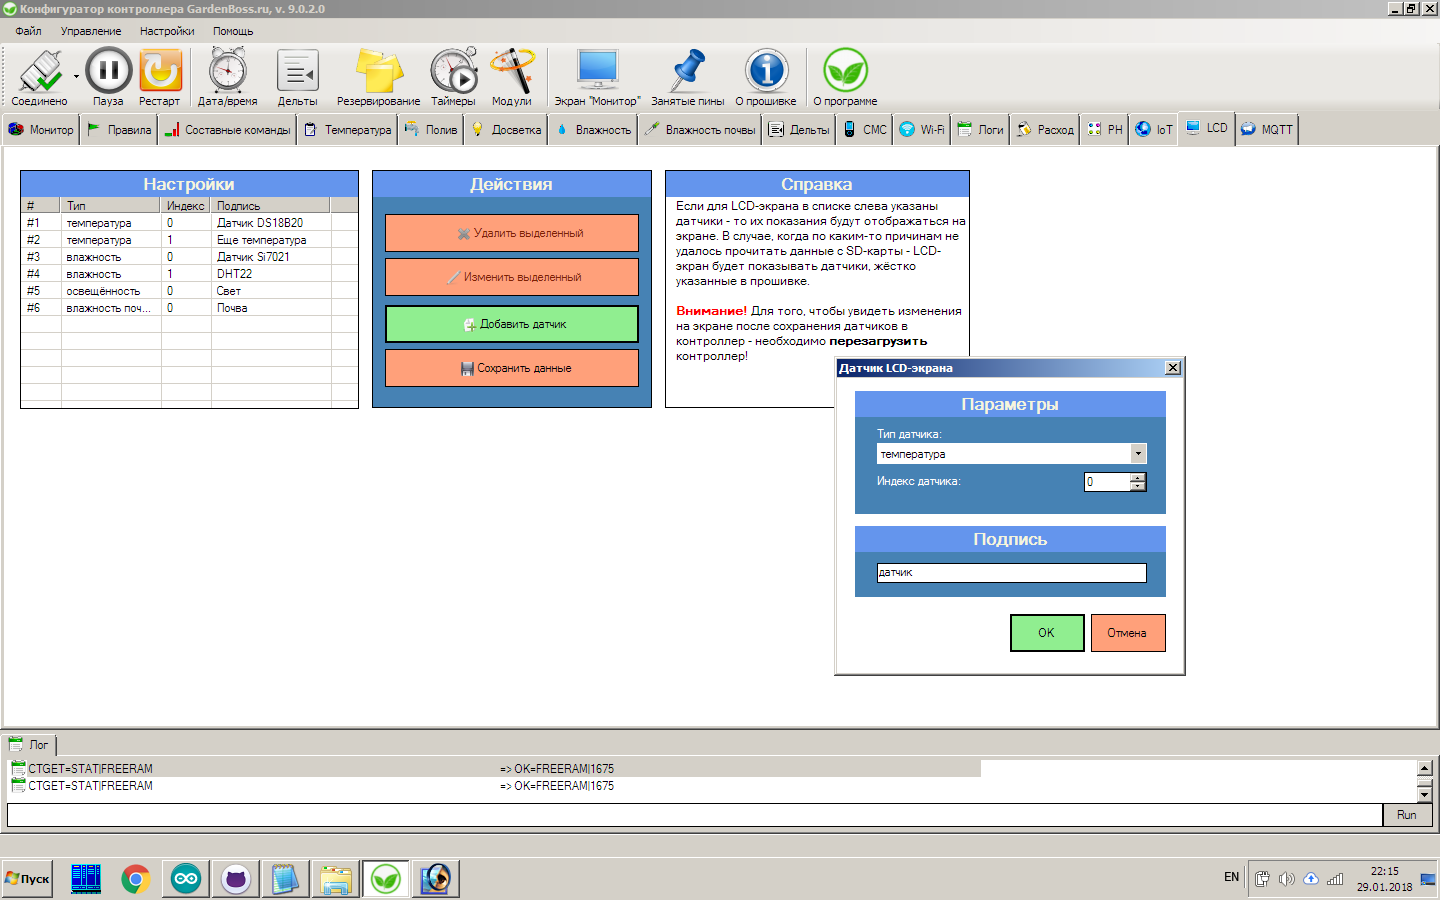 Конфигуратор контроллера GardenBoss.ru, v. 9.0.2.0
Файл Управление Настройки Помощь
Соединено Пауза Рестарт Дата/время Дельты Резервирование Таймеры Модули Экран "Монитор" Занятые пины О прошивке О программе
Монитор Правила Составные команды Температура Полив Досветка Влажность Влажность почвы Дельты СМС Wi-Fi Логи Расход PH IoT LCD MQTT
Настройки
# Тип Индекс Подпись
#1 температура 0 Датчик DS18B20
#2 температура 1 Еще температура
#3 влажность 0 Датчик Si7021
#4 влажность 1 DHT22
#5 освещённость 0 Свет
#6 влажность поч... 0 Почва
Действия
Удалить выделенный
Изменить выделенный
Добавить датчик
Сохранить данные
Справка
Если для LCD-экрана в списке слева указаны
датчики - то их показания будут отображаться на
экране. В случае, когда по каким-то причинам не
удалось прочитать данные с SD-карты - LCD-
экран будет показывать датчики, жёстко
указанные в прошивке.
Внимание! Для того, чтобы увидеть изменения
на экране после сохранения датчиков в
контроллер - необходимо перезагрузить
контроллер!
Датчик LCD-экрана
Параметры
Тип датчика:
температура
Индекс датчика: 0
Подпись
датчик
OK Отмена
Лог
CTGET=STAT|FREERAM => OK=FREERAM|1675
CTGET=STAT|FREERAM => OK=FREERAM|1675
Run
Пуск
EN
22:15
29.01.2018